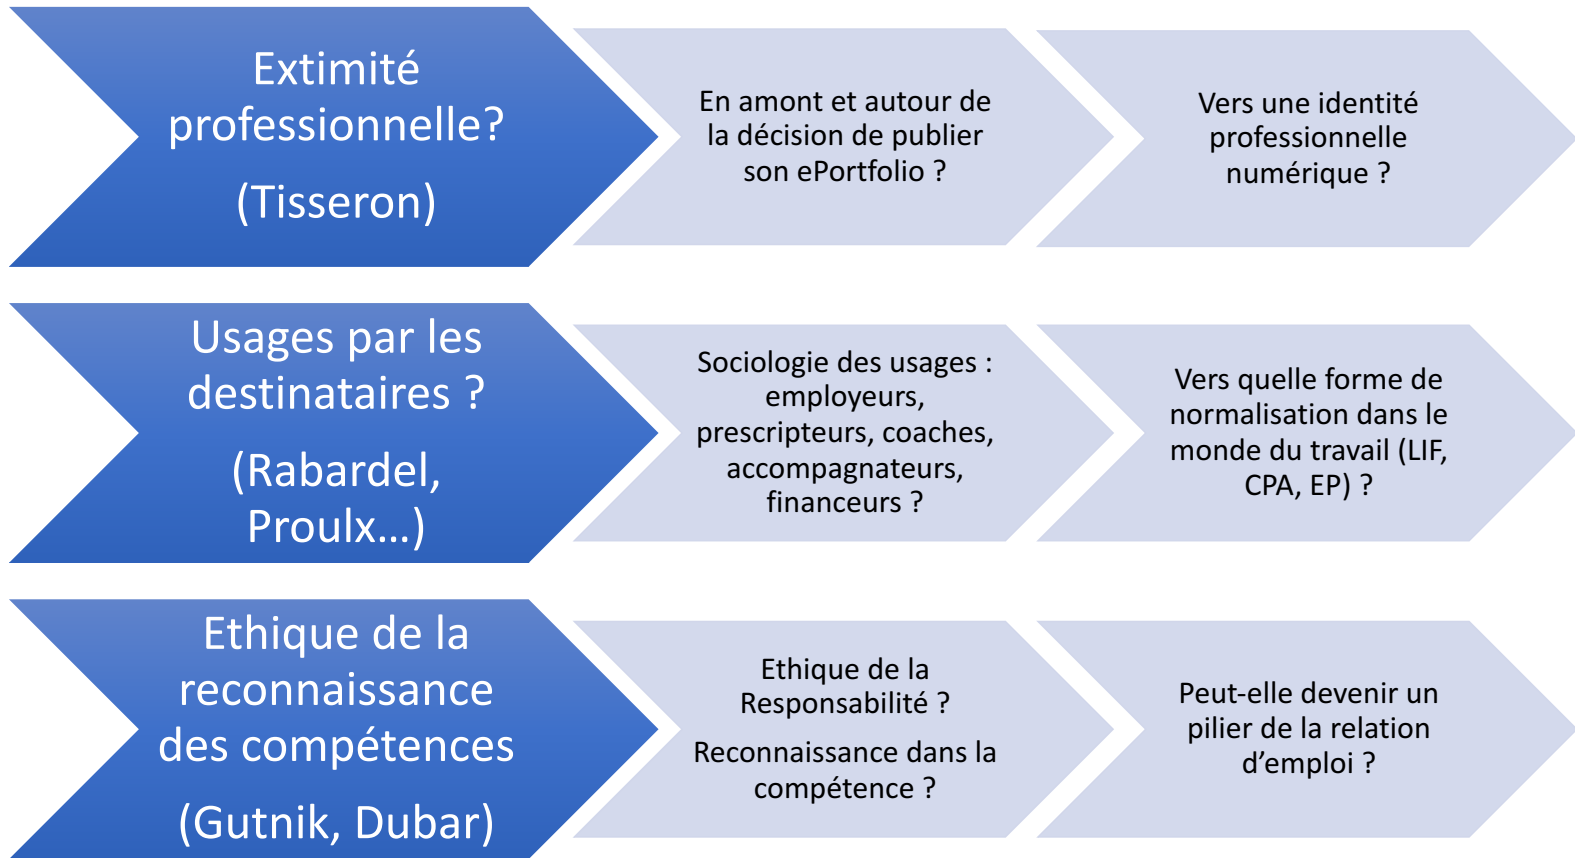 Extimité
professionnelle?
(Tisseron)
En amont et autour de
la décision de publier
son ePortfolio ?
Vers une identité
professionnelle
numérique ?
Usages par les
destinataires ?
(Rabardel,
Proulx...)
Sociologie des usages :
employeurs,
prescripteurs, coaches,
accompagnateurs,
financeurs ?
Vers quelle forme de
normalisation dans le
monde du travail (LIF,
CPA, EP) ?
Ethique de la
reconnaissance
des compétences
(Gutnik, Dubar)
Ethique de la
Responsabilité ?
Reconnaissance dans la
compétence ?
Peut-elle devenir un
pilier de la relation
d’emploi ?